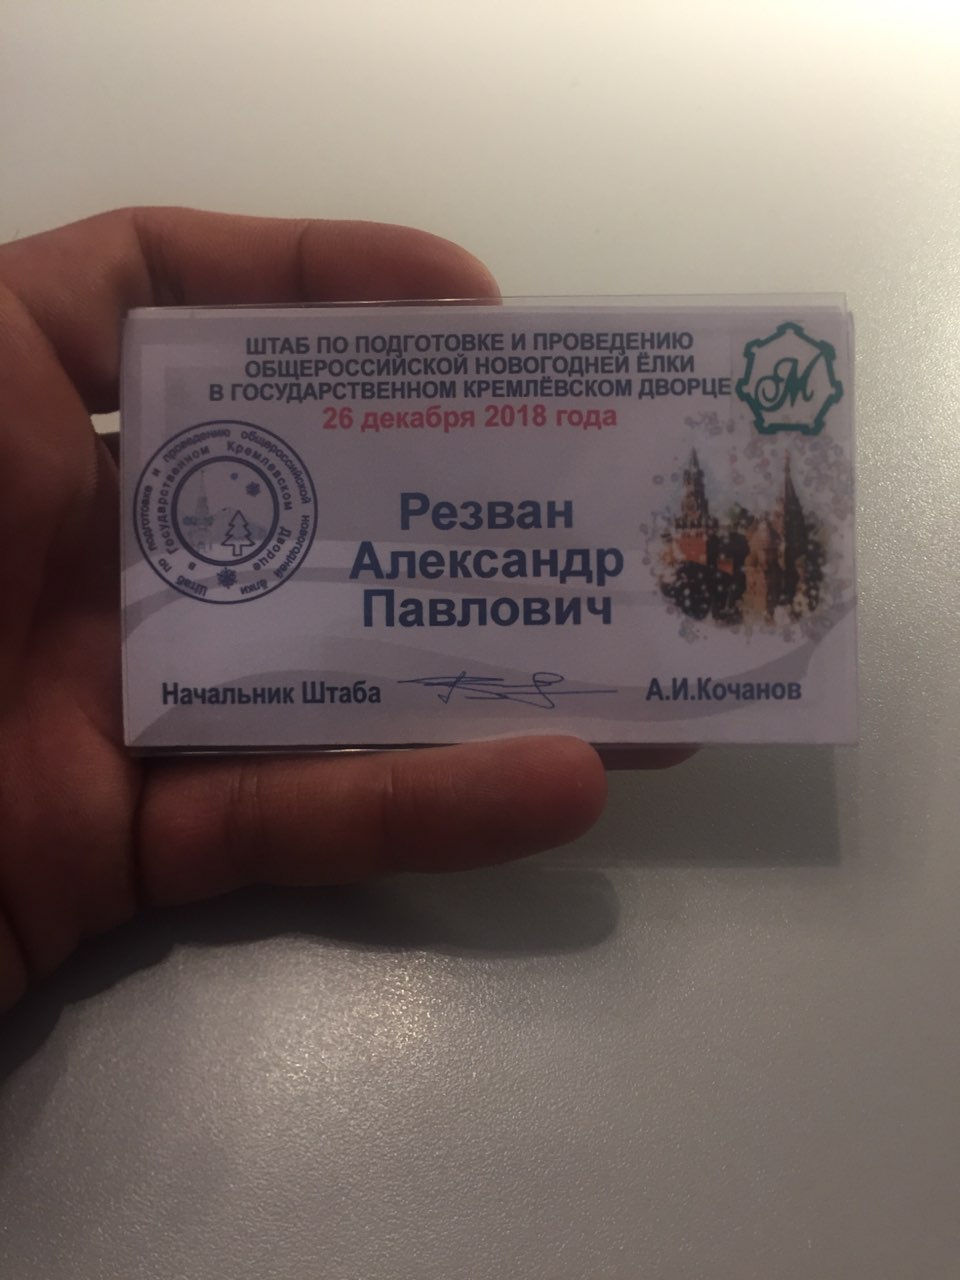 ШТАБ ПО ПОДГОТОВКЕ И ПРОВЕДЕНИЮ
ОБЩЕРОССИЙСКОЙ НОВОГОДНЕЙ ЁЛКИ
В ГОСУДАРСТВЕННОМ КРЕМЛЁВСКОМ ДВОРЦЕ
26 декабря 2018 года
М
Штаб по подготовке и проведению общероссийской новогодней ёлки
в Государственном Кремлевском Дворце
Резван
Александр
Павлович
Начальник Штаба
А.И.Кочанов